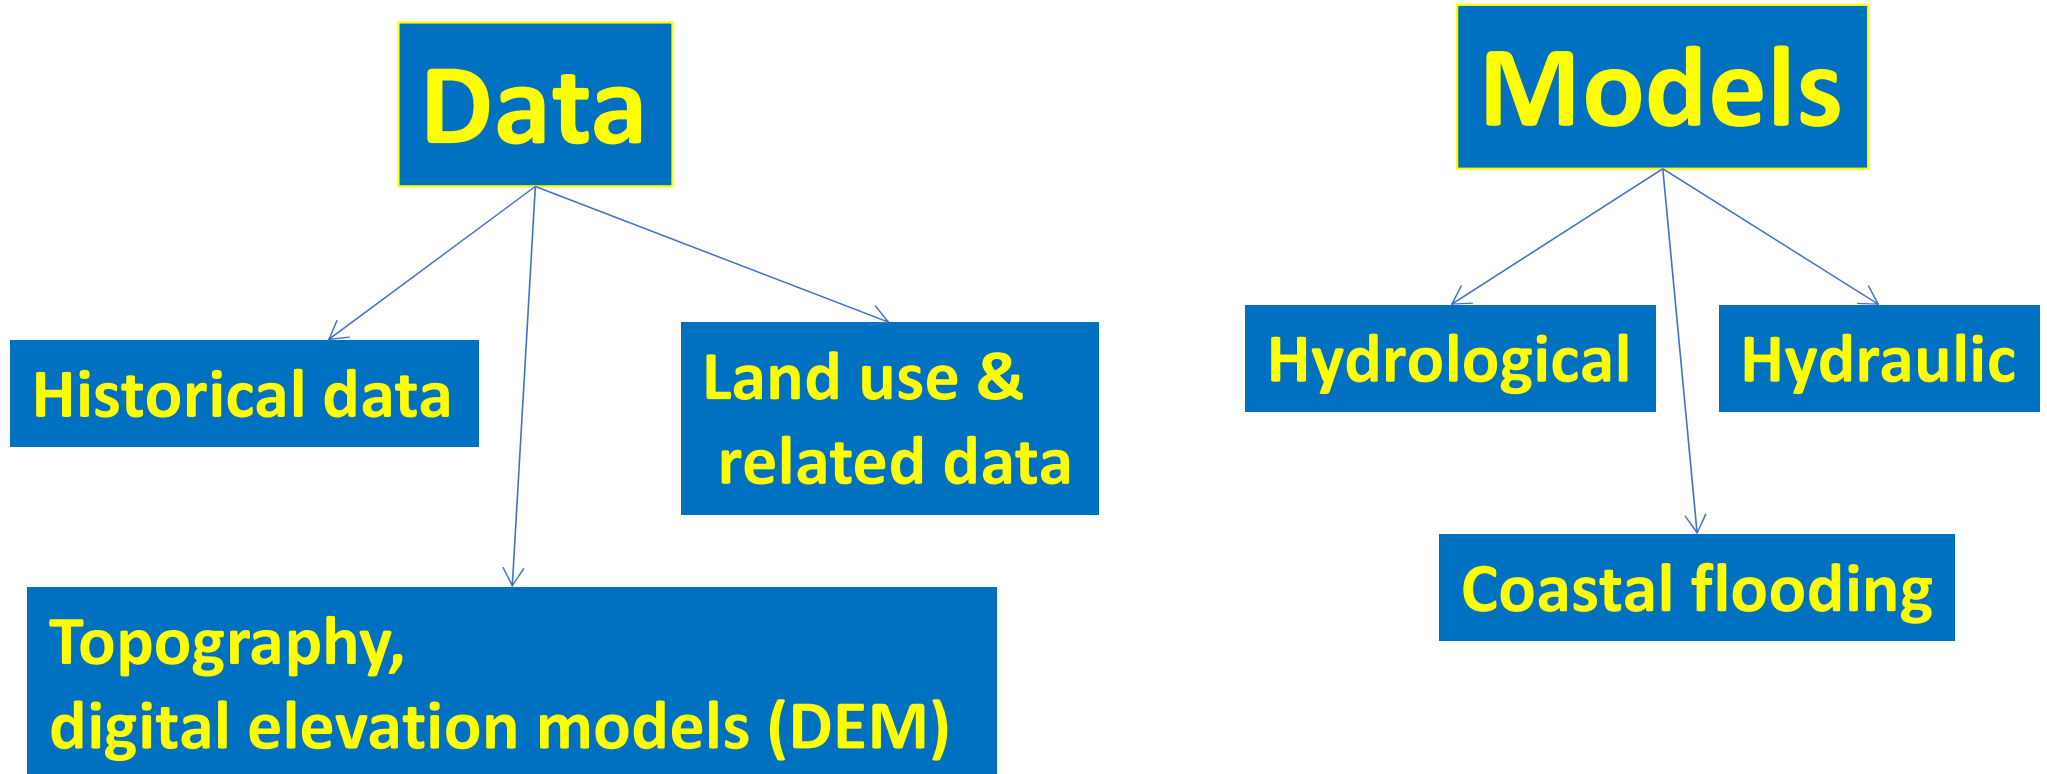 Data
Models
Historical data
Land use &
related data
Hydrological
Hydraulic
Topography,
digital elevation models (DEM)
Coastal flooding